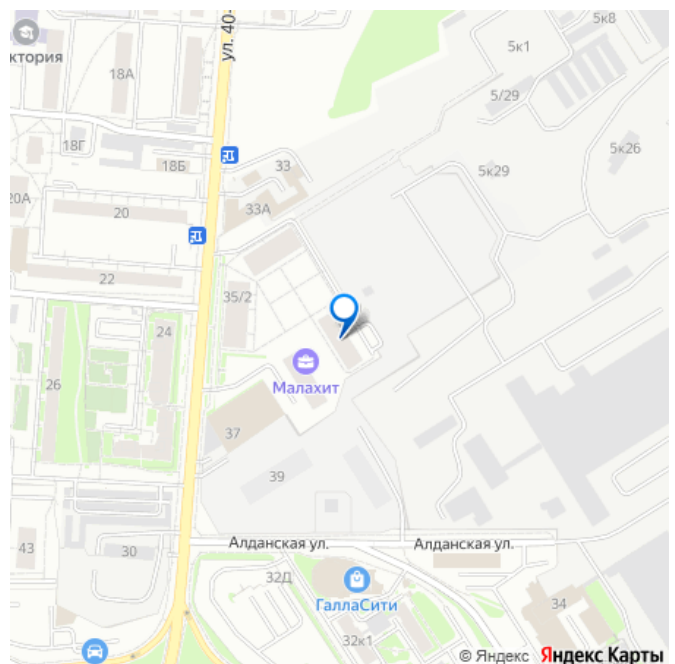 5к8
ул. 40-
5к1
ктория
18А
5/29
18Г
5к26
18Б
33
5к29
20А
20
33А
22
35/2
24
26
Малахит
37
39
Алданская ул.
Алданская ул.
43
30
32Д
ГаллаСити
34
32к1
© Яндекс Яндекс Карты